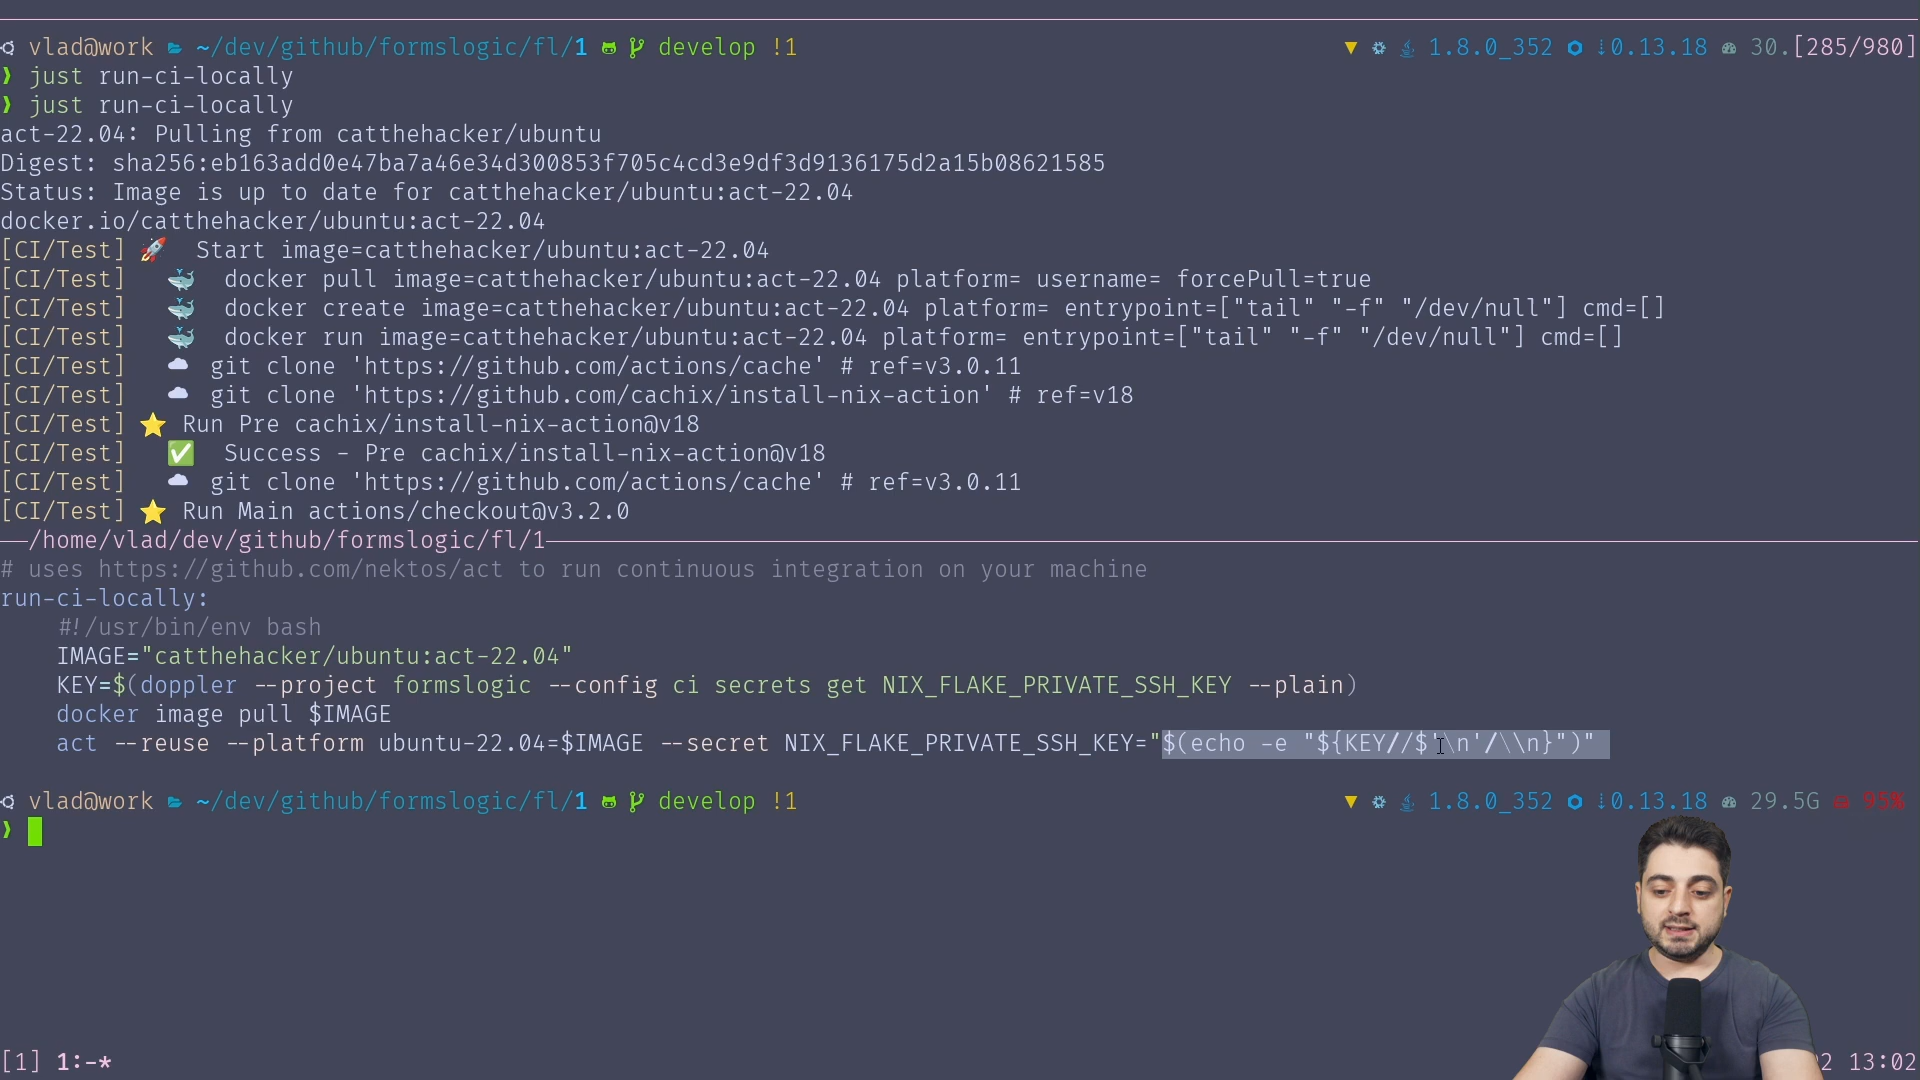 vlad@work ~/dev/github/formslogic/fl/1 develop !1 1.8.0_352 0.13.18 30.[285/980]
❯ just run-ci-locally
❯ just run-ci-locally
act-22.04: Pulling from catthehacker/ubuntu
Digest: sha256:eb163add0e47ba7a46e34d300853f705c4cd3e9df3d9136175d2a15b08621585
Status: Image is up to date for catthehacker/ubuntu:act-22.04
docker.io/catthehacker/ubuntu:act-22.04
[CI/Test] 🚀 Start image=catthehacker/ubuntu:act-22.04
[CI/Test] 🐳 docker pull image=catthehacker/ubuntu:act-22.04 platform= username= forcePull=true
[CI/Test] 🐳 docker create image=catthehacker/ubuntu:act-22.04 platform= entrypoint=["tail" "-f" "/dev/null"] cmd=[]
[CI/Test] 🐳 docker run image=catthehacker/ubuntu:act-22.04 platform= entrypoint=["tail" "-f" "/dev/null"] cmd=[]
[CI/Test] ☁ git clone 'https://github.com/actions/cache' # ref=v3.0.11
[CI/Test] ☁ git clone 'https://github.com/cachix/install-nix-action' # ref=v18
[CI/Test] ⭐ Run Pre cachix/install-nix-action@v18
[CI/Test] ✅ Success - Pre cachix/install-nix-action@v18
[CI/Test] ☁ git clone 'https://github.com/actions/cache' # ref=v3.0.11
[CI/Test] ⭐ Run Main actions/checkout@v3.2.0
/home/vlad/dev/github/formslogic/fl/1
# uses https://github.com/nektos/act to run continuous integration on your machine
run-ci-locally:
#!/usr/bin/env bash
IMAGE="catthehacker/ubuntu:act-22.04"
KEY=$(doppler --project formslogic --config ci secrets get NIX_FLAKE_PRIVATE_SSH_KEY --plain)
docker image pull $IMAGE
act --reuse --platform ubuntu-22.04=$IMAGE --secret NIX_FLAKE_PRIVATE_SSH_KEY="$(echo -e "${KEY//$'\n'/\\n}")"
vlad@work ~/dev/github/formslogic/fl/1 develop !1 1.8.0_352 0.13.18 29.5G 95%
❯
[1] 1:-* 13:02